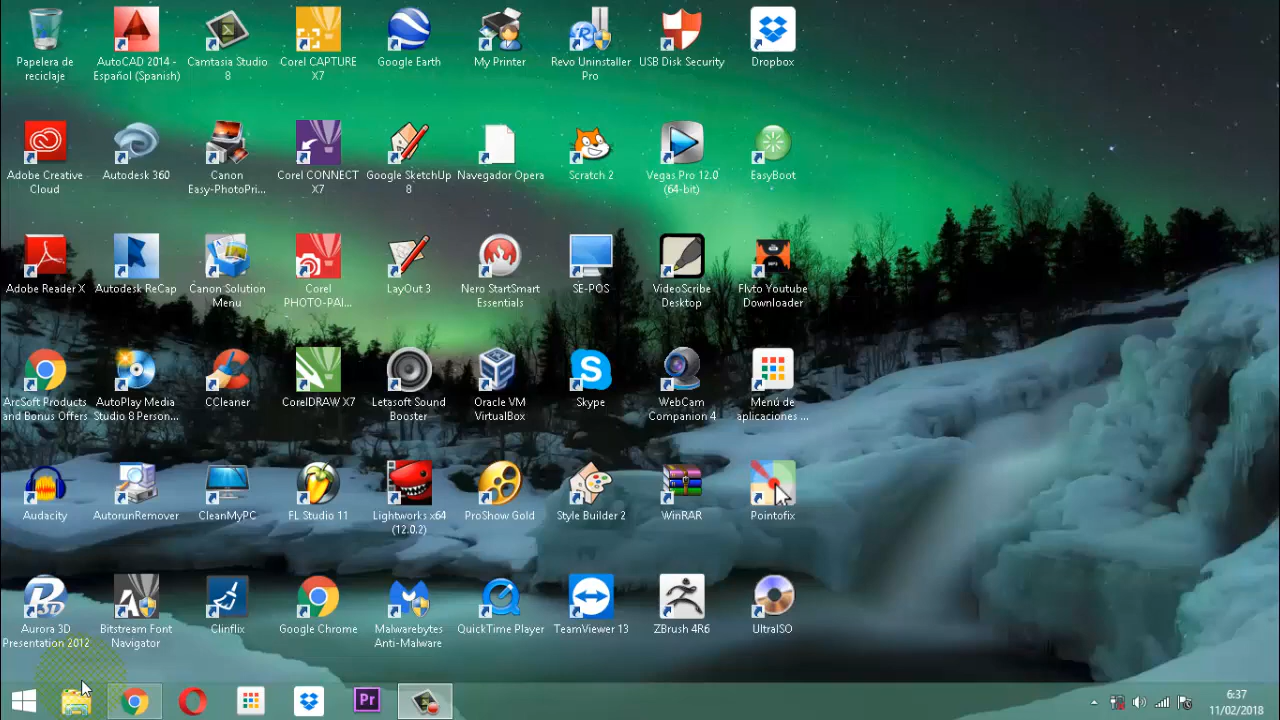 Papelera de
reciclaje
AutoCAD 2014 -
Español (Spanish)
Camtasia Studio
8
Corel CAPTURE
X7
Google Earth
My Printer
Revo Uninstaller
Pro
USB Disk Security
Dropbox
Adobe Creative
Cloud
Autodesk 360
Canon
Easy-PhotoPri...
Corel CONNECT
X7
Google SketchUp
8
Navegador Opera
Scratch 2
Vegas Pro 12.0
(64-bit)
EasyBoot
Adobe Reader X
Autodesk ReCap
Canon Solution
Menu
Corel
PHOTO-PAI...
LayOut 3
Nero StartSmart
Essentials
SE-POS
VideoScribe
Desktop
Flvto Youtube
Downloader
ArcSoft Products
and Bonus Offers
AutoPlay Media
Studio 8 Person...
CCleaner
CorelDRAW X7
Letasoft Sound
Booster
Oracle VM
VirtualBox
Skype
WebCam
Companion 4
Menú de
aplicaciones ...
Audacity
AutorunRemover
CleanMyPC
FL Studio 11
Lightworks x64
(12.0.2)
ProShow Gold
Style Builder 2
WinRAR
Pointofix
Aurora 3D
Presentation 2012
Bitstream Font
Navigator
Clinflix
Google Chrome
Malwarebytes
Anti-Malware
QuickTime Player
TeamViewer 13
ZBrush 4R6
UltraISO
Pr
6:37
11/02/2018